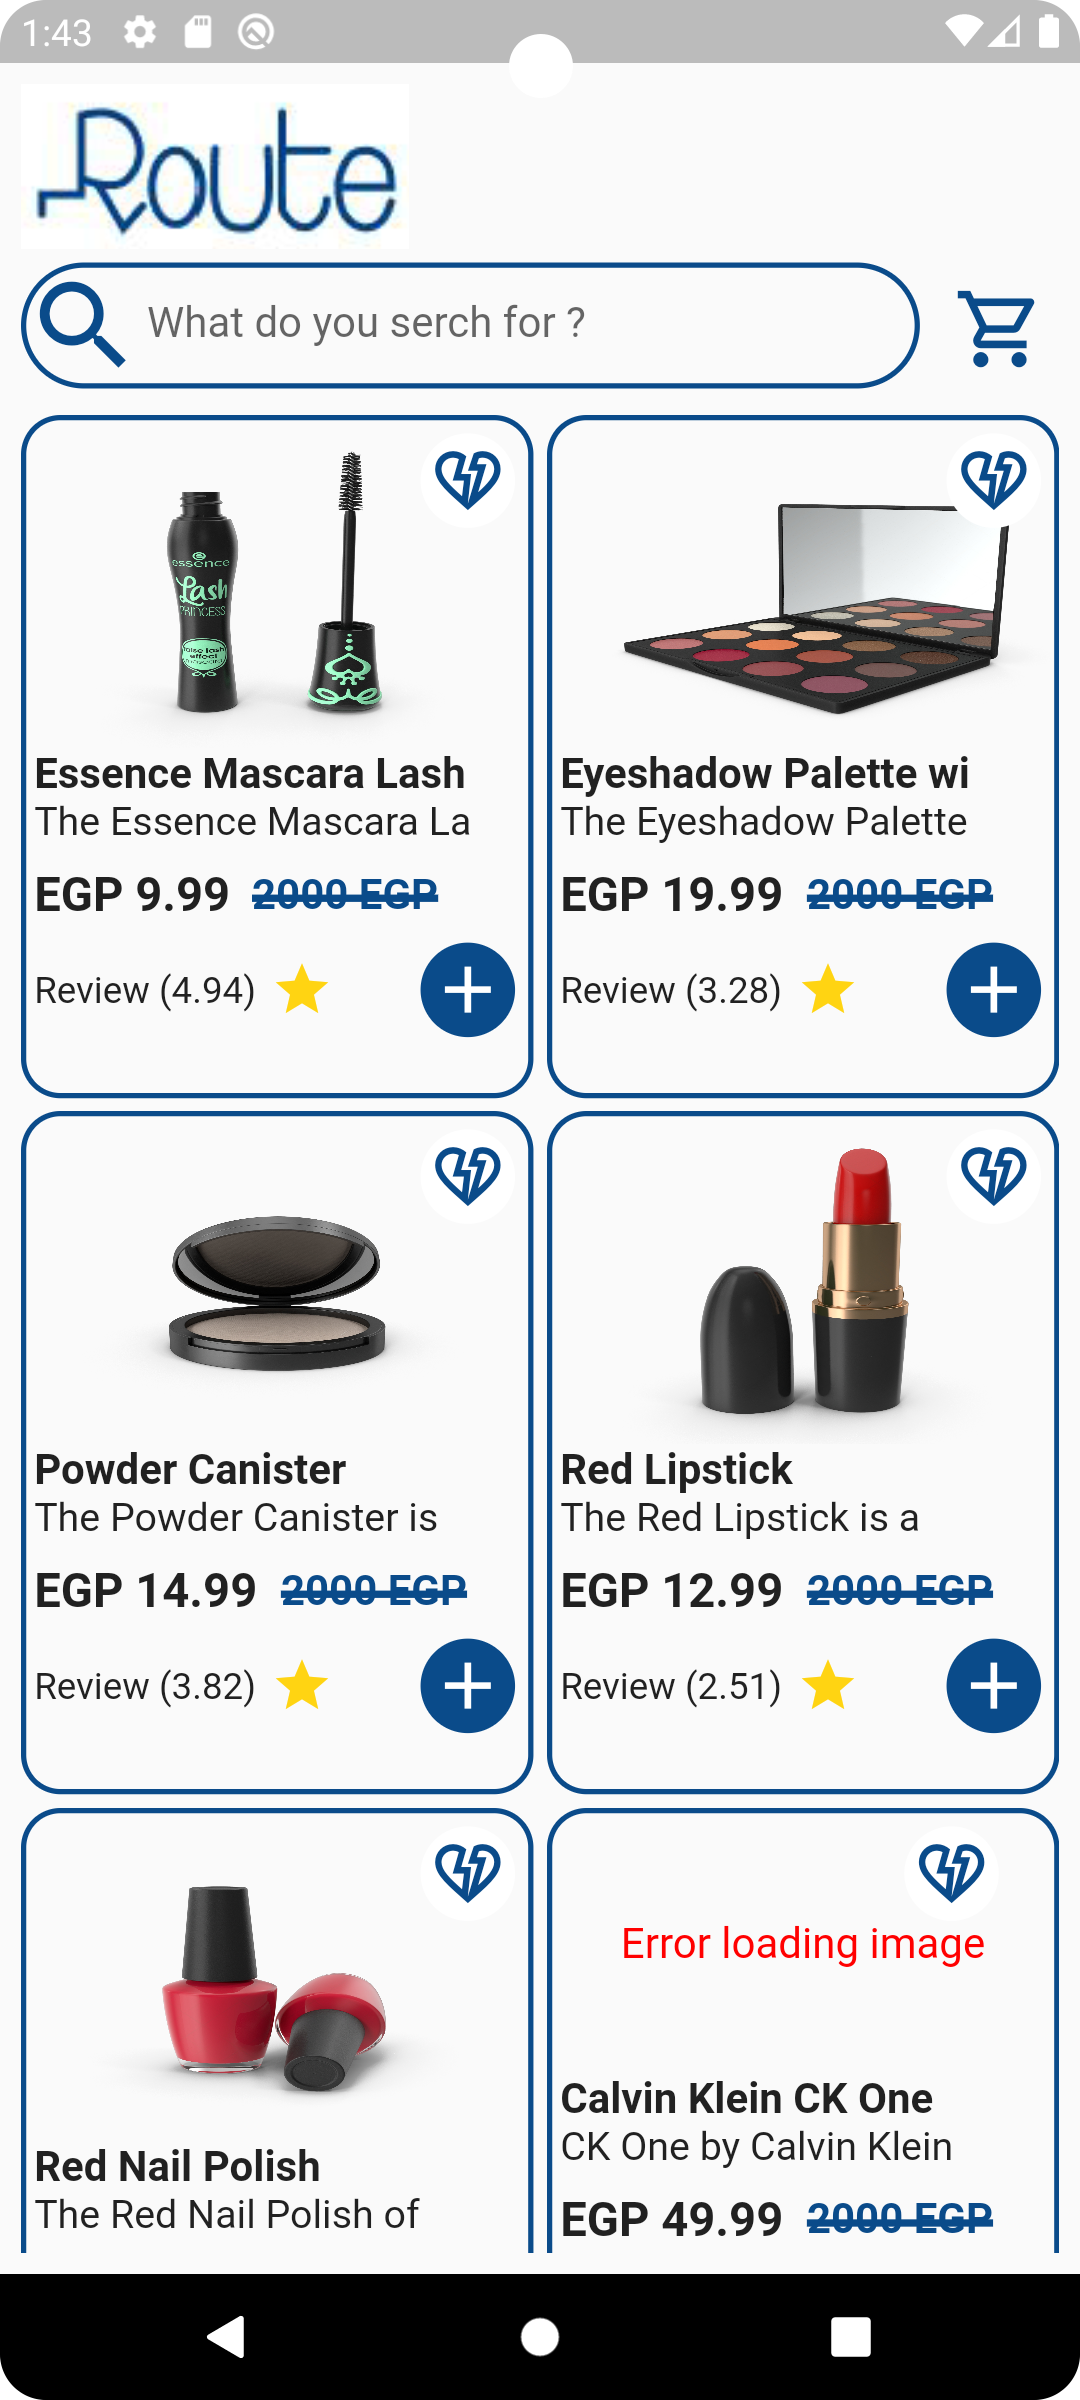 1:43
Route
What do you serch for ?
essence
Lash
PRINCESS
false lash
effect
mascara
Essence Mascara Lash
The Essence Mascara La
EGP 9.99 2000 EGP
Review (4.94)
Eyeshadow Palette wi
The Eyeshadow Palette
EGP 19.99 2000 EGP
Review (3.28)
Powder Canister
The Powder Canister is
EGP 14.99 2000 EGP
Review (3.82)
Red Lipstick
The Red Lipstick is a
EGP 12.99 2000 EGP
Review (2.51)
Red Nail Polish
The Red Nail Polish of
Error loading image
Calvin Klein CK One
CK One by Calvin Klein
EGP 49.99 2000 EGP